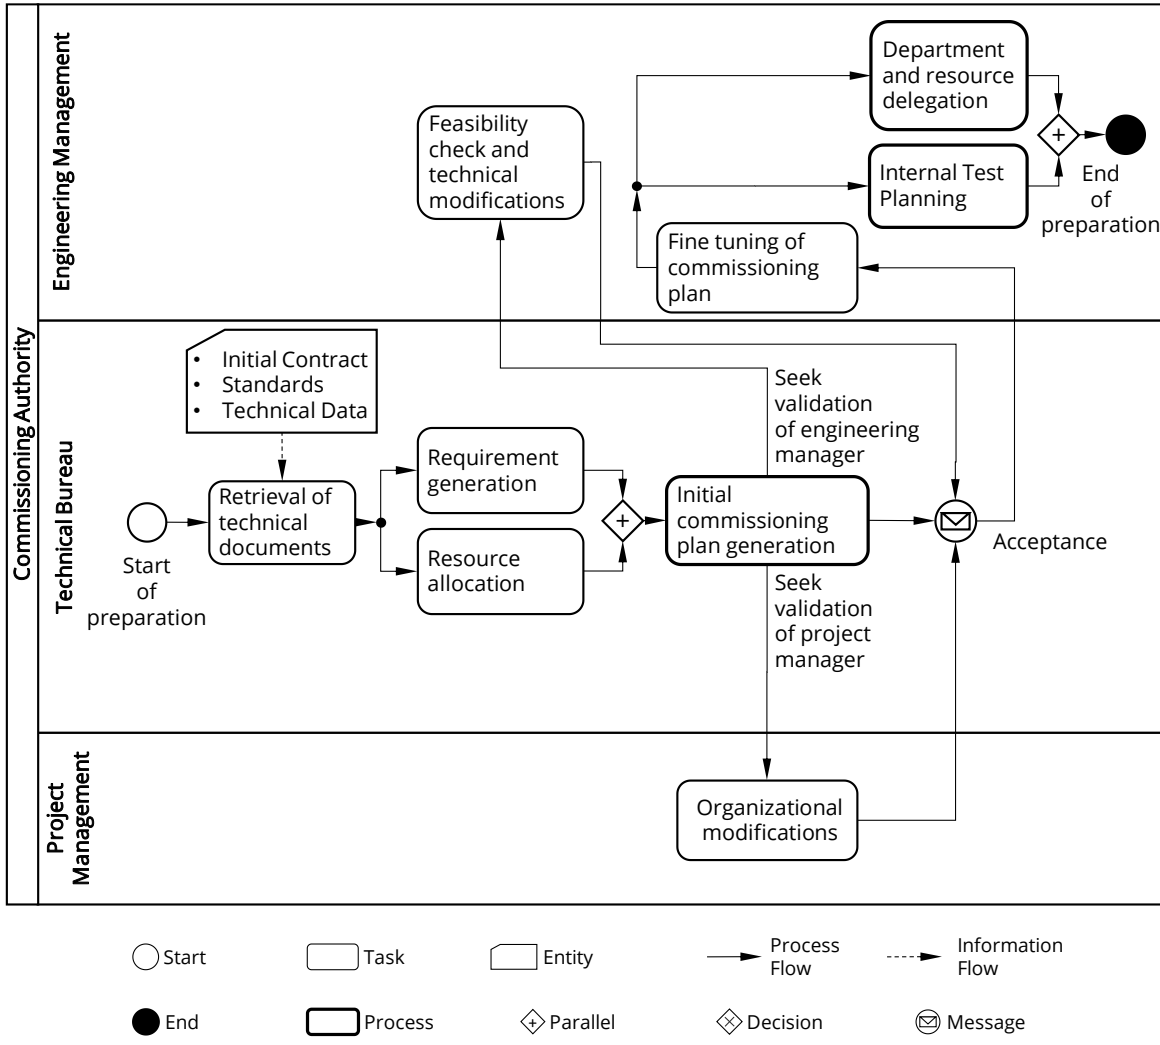 Commissioning Authority
Engineering Management
Department
and resource
delegation
Feasibility
check and
technical
modifications
+
Internal Test
Planning
End
of
preparation
Fine tuning of
commissioning
plan
Technical Bureau
• Initial Contract
• Standards
• Technical Data
Seek
validation
of engineering
manager
Requirement
generation
Retrieval of
technical
documents
+
Initial
commissioning
plan generation
Acceptance
Start
of
preparation
Resource
allocation
Seek
validation
of project
manager
Project
Management
Organizational
modifications
Start
Task
Entity
Process
Flow
Information
Flow
End
Process
+
Parallel
Decision
Message